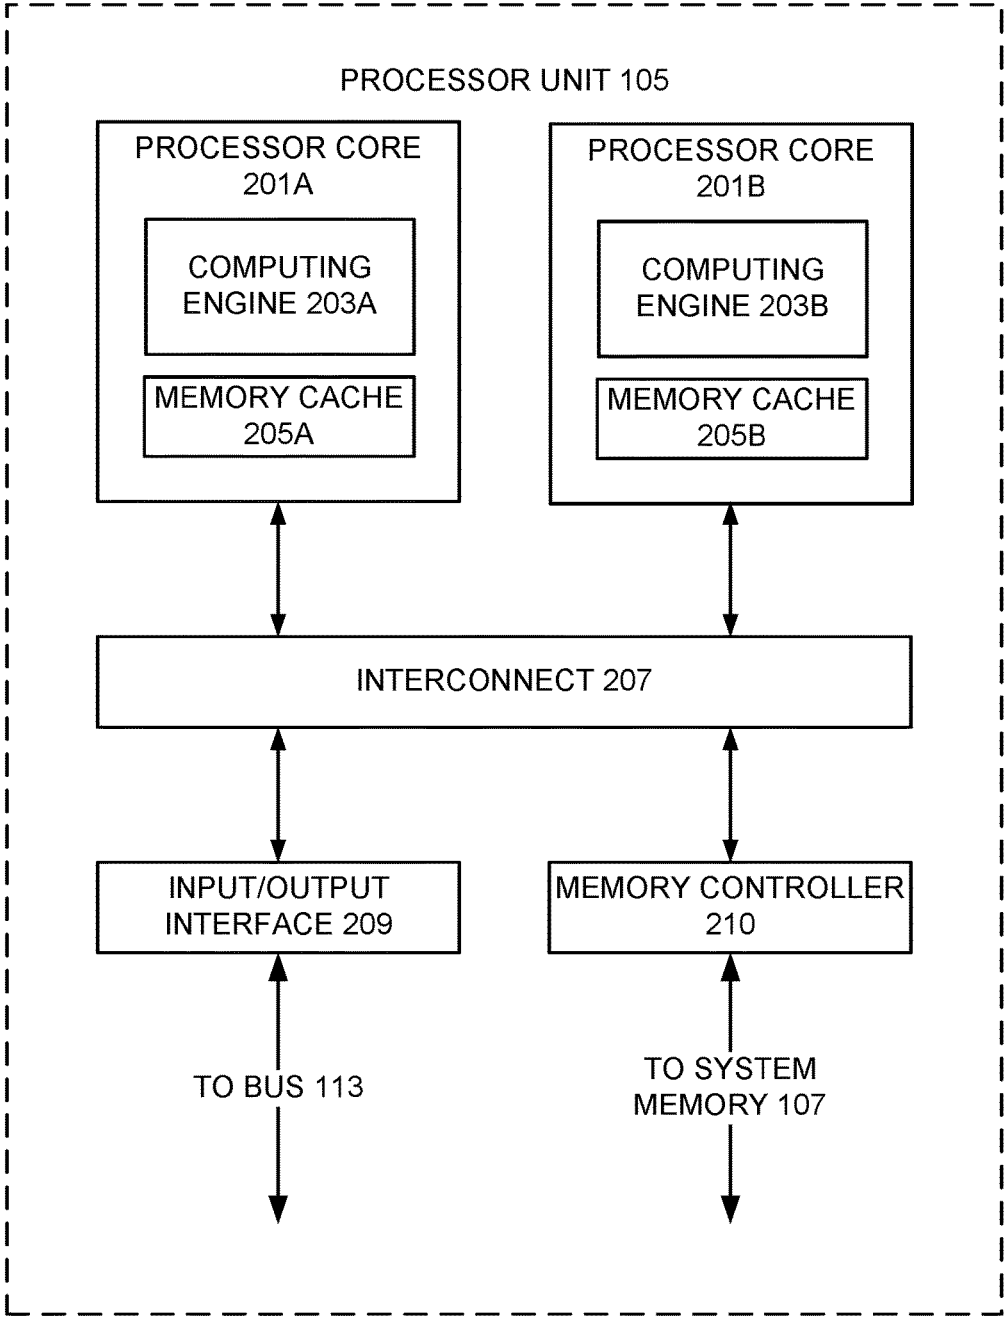 PROCESSOR UNIT 105
PROCESSOR CORE
201A
COMPUTING
ENGINE 203A
MEMORY CACHE
205A
PROCESSOR CORE
201B
COMPUTING
ENGINE 203B
MEMORY CACHE
205B
INTERCONNECT 207
INPUT/OUTPUT
INTERFACE 209
MEMORY CONTROLLER
210
TO BUS 113
TO SYSTEM
MEMORY 107